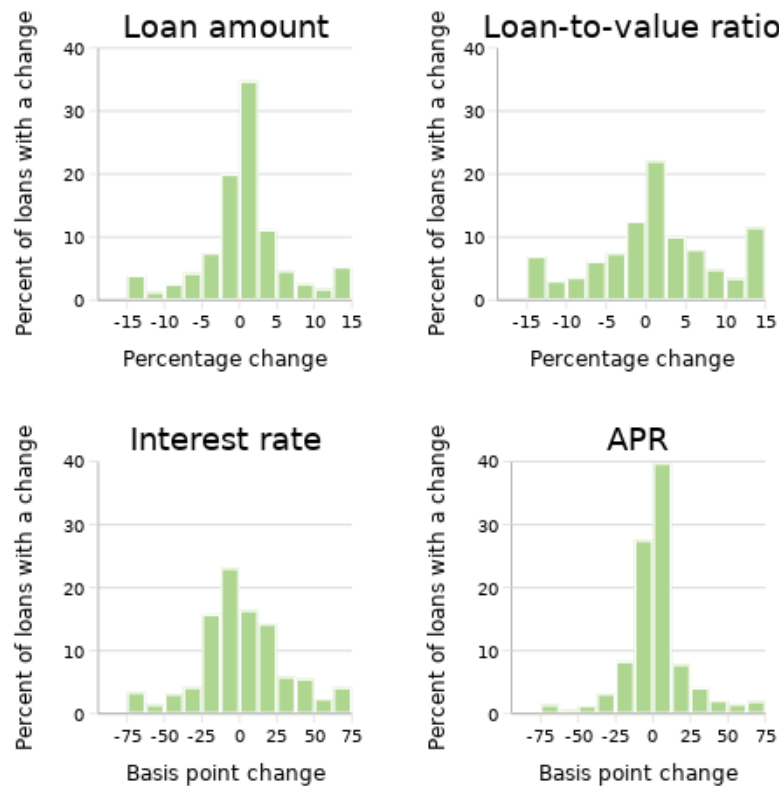 Loan amount
Percent of loans with a change
40
30
20
10
0
-15 -10 -5 0 5 10 15
Percentage change
Loan-to-value ratio
Percent of loans with a change
40
30
20
10
0
-15 -10 -5 0 5 10 15
Percentage change
Interest rate
Percent of loans with a change
40
30
20
10
0
-75 -50 -25 0 25 50 75
Basis point change
APR
Percent of loans with a change
40
30
20
10
0
-75 -50 -25 0 25 50 75
Basis point change